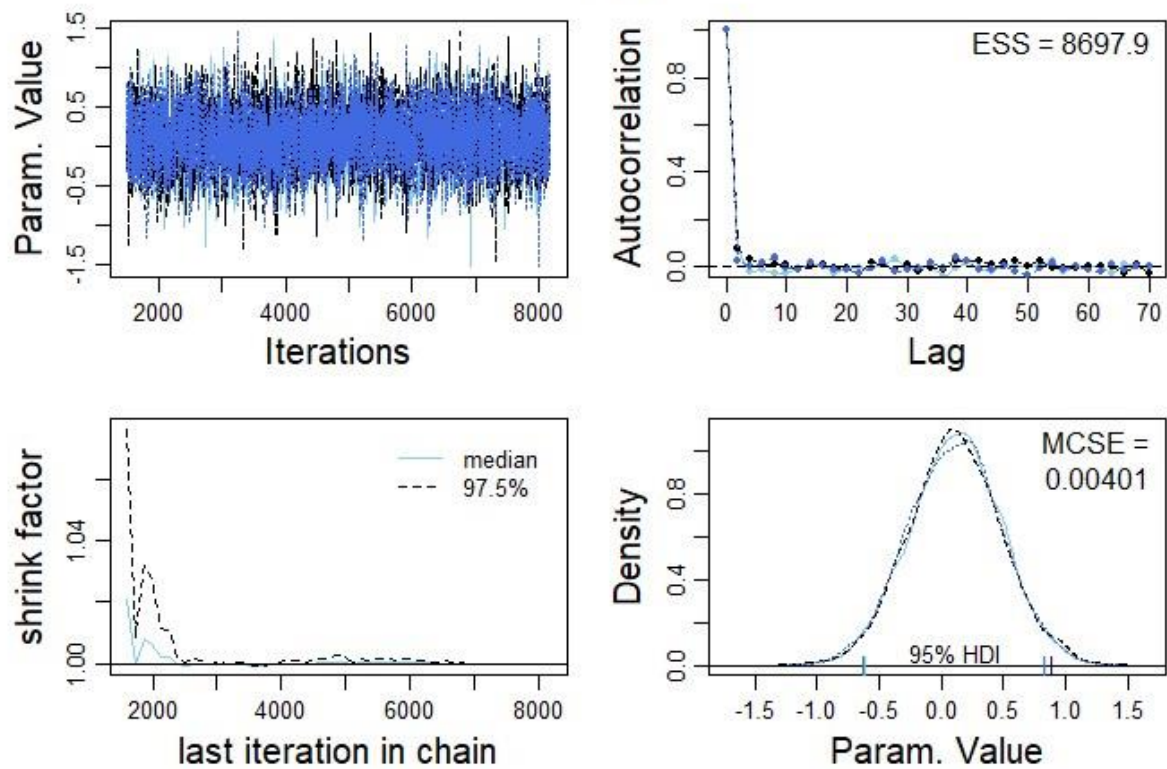 Param. Value
1.5
0.5
-0.5
-1.5
2000 4000 6000 8000
Iterations
Autocorrelation
0.8
0.4
0.0
ESS = 8697.9
0 10 20 30 40 50 60 70
Lag
shrink factor
1.04
1.00
median
97.5%
2000 4000 6000 8000
last iteration in chain
Density
0.8
0.4
0.0
MCSE =
0.00401
95% HDI
-1.5 -0.5 0.0 0.5 1.0 1.5
Param. Value